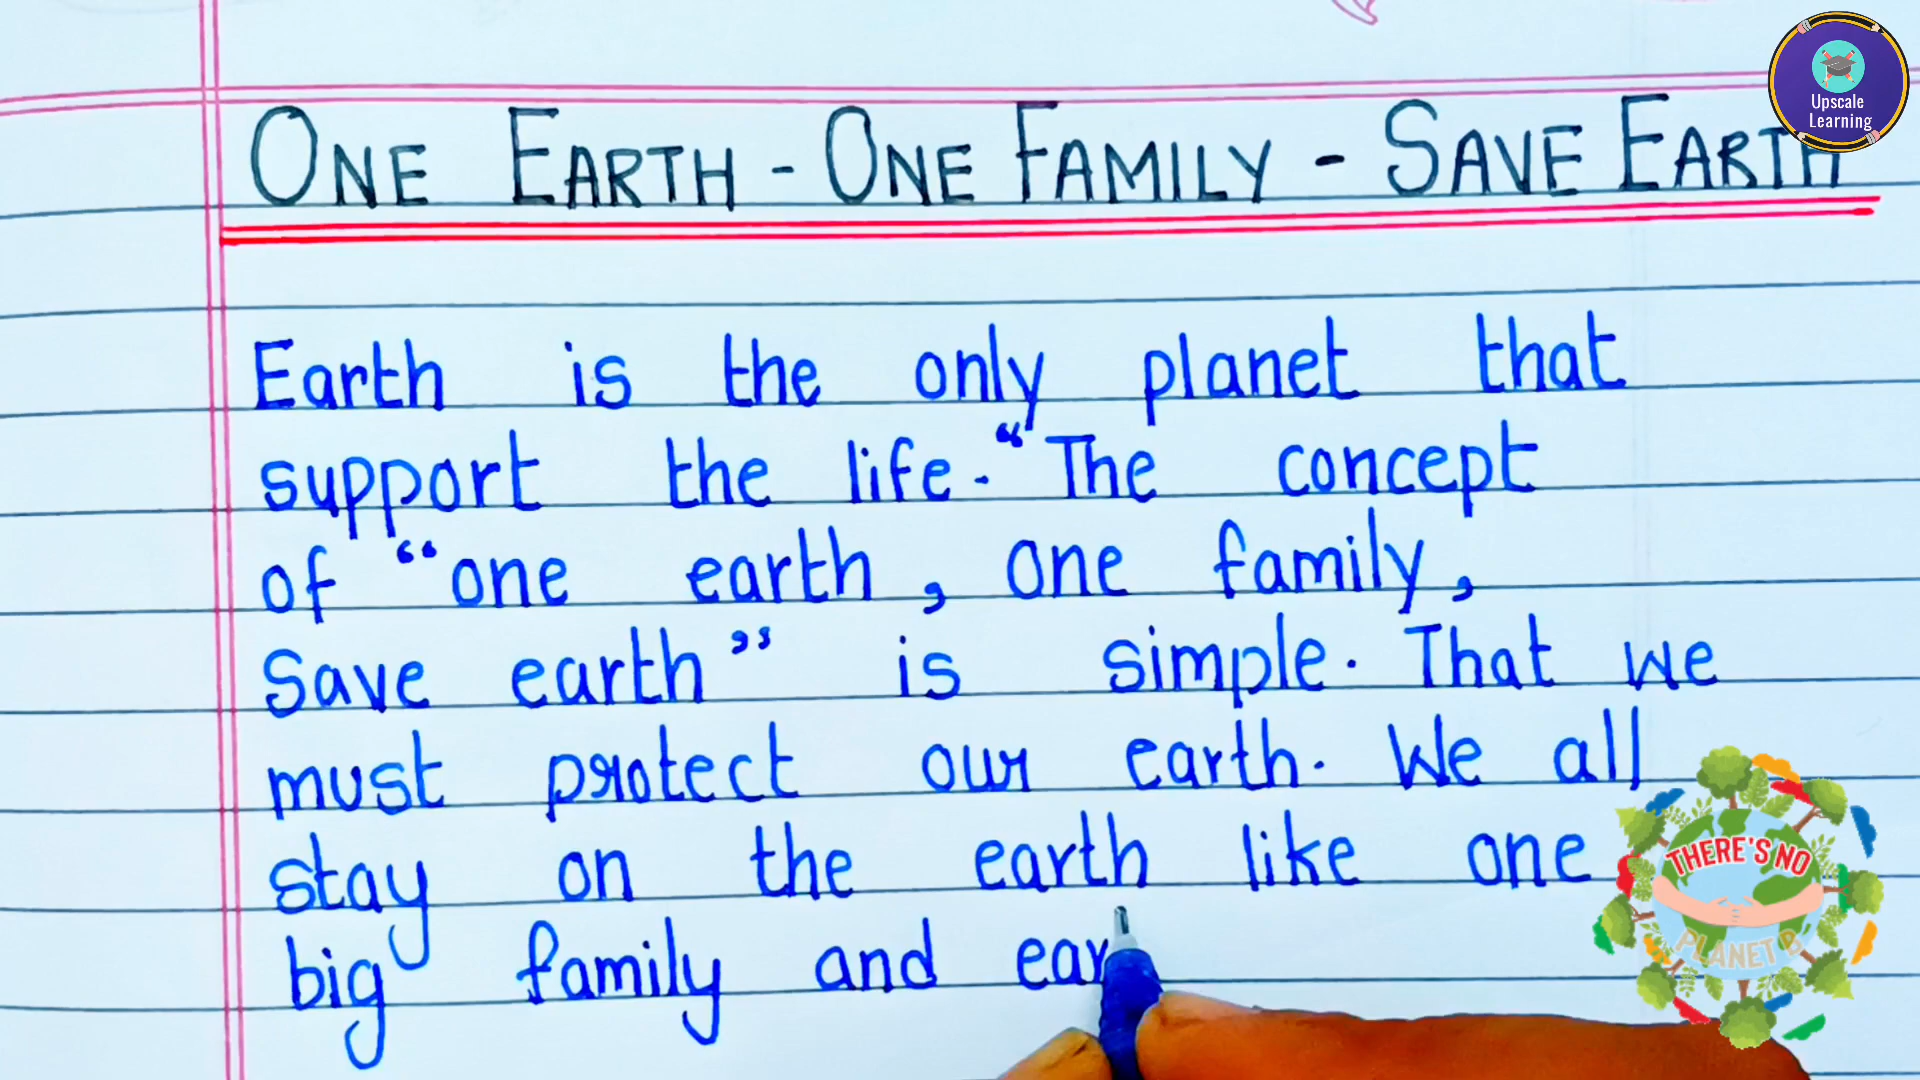 Upscale
Learning
ONE EARTH - ONE FAMILY - SAVE EARTH
Earth is the only planet that
support the life. “The concept
of “one earth, one family,
Save earth” is simple. That we
must protect our earth. We all
stay on the earth like one
big family and ear
THERE'S NO
PLANET B